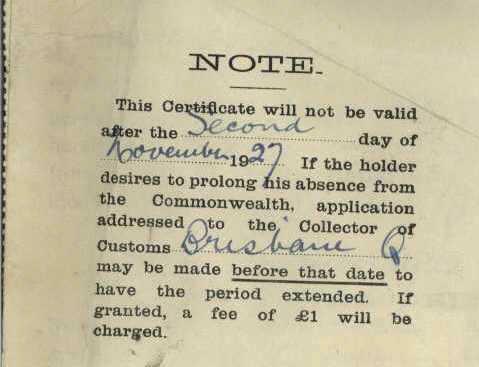 NOTE.
This Certificate will not be valid
after the Second day of
November 1927 If the holder
desires to prolong his absence from
the Commonwealth, application
addressed to the Collector of
Customs Brisbane Q
may be made before that date to
have the period extended. If
granted, a fee of £1 will be
charged.